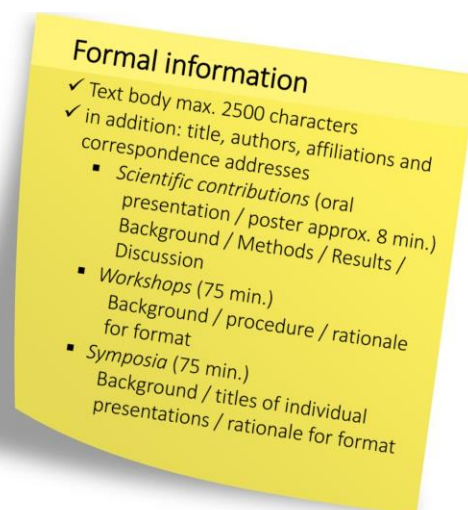 Formal information
✓ Text body max. 2500 characters
✓ in addition: title, authors, affiliations and
correspondence addresses
▪ Scientific contributions (oral
presentation / poster approx. 8 min.)
Background / Methods / Results /
Discussion
▪ Workshops (75 min.)
Background / procedure / rationale
for format
▪ Symposia (75 min.)
Background / titles of individual
presentations / rationale for format